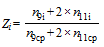 Zᵢ = (n₉ᵢ + 2 × n₁₁ᵢ) / (n₉cp + 2 × n₁₁cp)